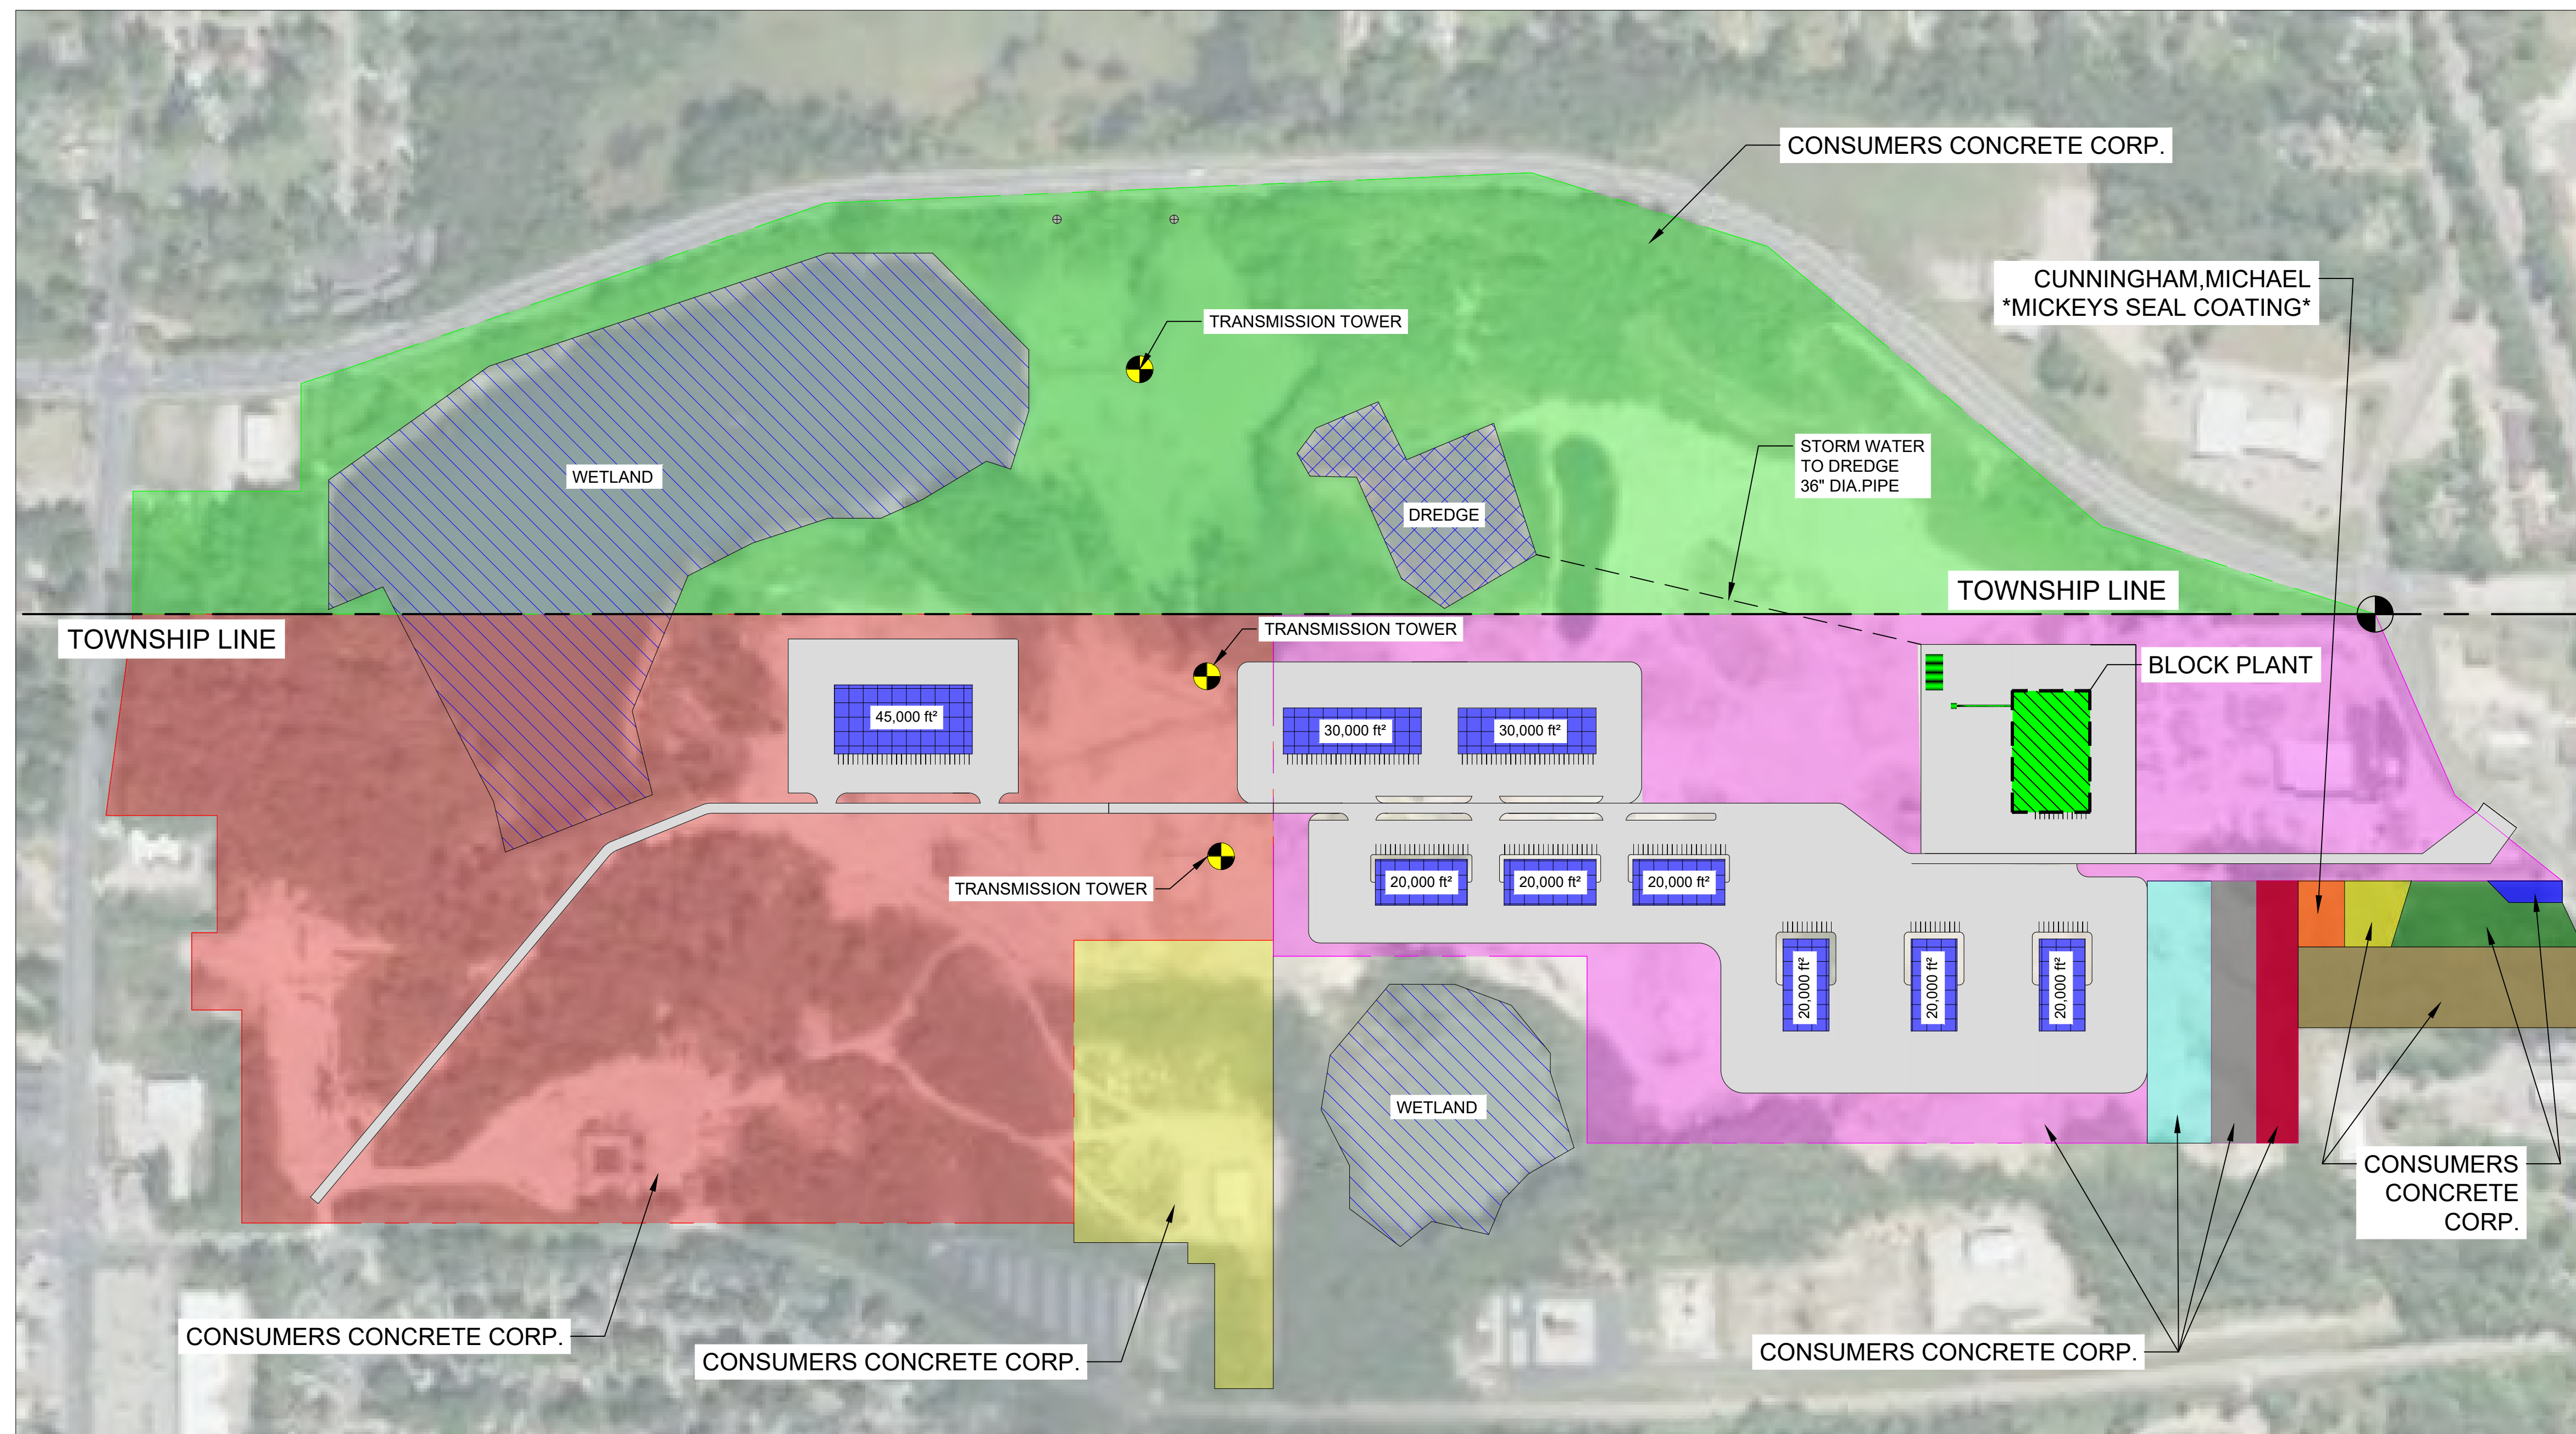 CONSUMERS CONCRETE CORP.
CUNNINGHAM,MICHAEL
*MICKEYS SEAL COATING*
TRANSMISSION TOWER
STORM WATER
TO DREDGE
36" DIA.PIPE
WETLAND
DREDGE
TOWNSHIP LINE
TOWNSHIP LINE
TRANSMISSION TOWER
BLOCK PLANT
45,000 ft²
30,000 ft²
30,000 ft²
TRANSMISSION TOWER
20,000 ft²
20,000 ft²
20,000 ft²
20,000 ft²
20,000 ft²
20,000 ft²
WETLAND
CONSUMERS
CONCRETE
CORP.
CONSUMERS CONCRETE CORP.
CONSUMERS CONCRETE CORP.
CONSUMERS CONCRETE CORP.